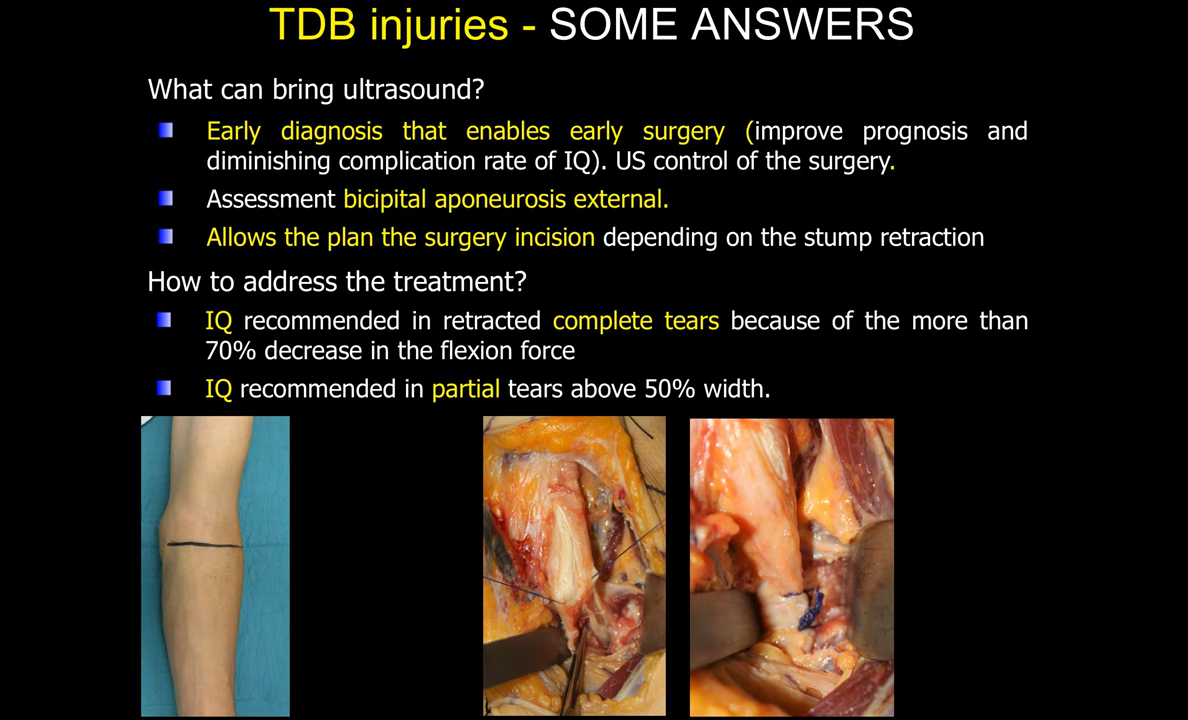 TDB injuries - SOME ANSWERS
What can bring ultrasound?
Early diagnosis that enables early surgery (improve prognosis and
diminishing complication rate of IQ). US control of the surgery.
Assessment bicipital aponeurosis external.
Allows the plan the surgery incision depending on the stump retraction
How to address the treatment?
IQ recommended in retracted complete tears because of the more than
70% decrease in the flexion force
IQ recommended in partial tears above 50% width.